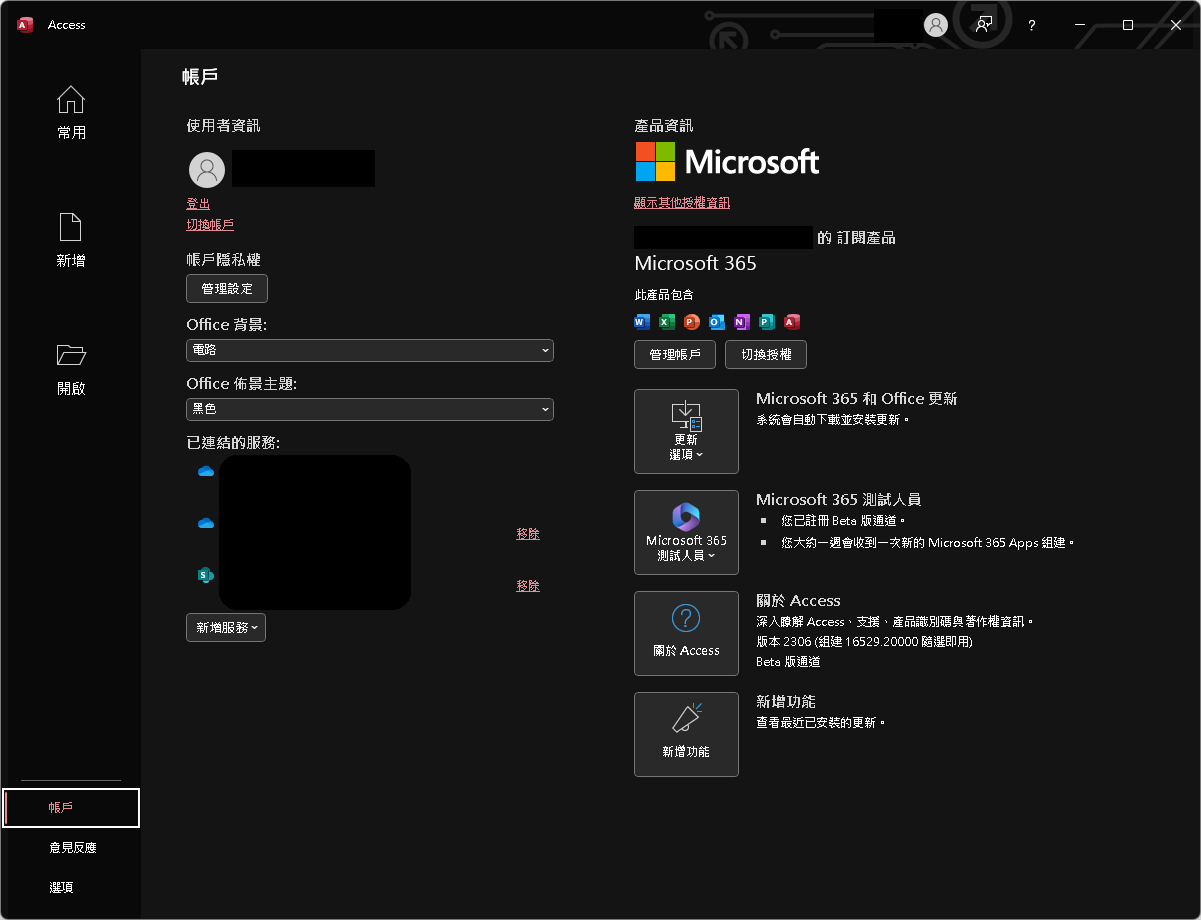 Access
?
常用
新增
開啟
帳戶
意見反應
選項
帳戶
使用者資訊
登出
切換帳戶
帳戶隱私權
管理設定
Office 背景:
電路
Office 佈景主題:
黑色
已連結的服務:
移除
移除
新增服務
產品資訊
Microsoft
顯示其他授權資訊
的 訂閱產品
Microsoft 365
此產品包含
管理帳戶
切換授權
更新
選項
Microsoft 365 和 Office 更新
系統會自動下載並安裝更新。
Microsoft 365
測試人員
Microsoft 365 測試人員
您已註冊 Beta 版通道。
您大約一週會收到一次新的 Microsoft 365 Apps 組建。
關於 Access
關於 Access
深入瞭解 Access、支援、產品識別碼與著作權資訊。
版本 2306 (組建 16529.20000 隨選即用)
Beta 版通道
新增功能
新增功能
查看最近已安裝的更新。